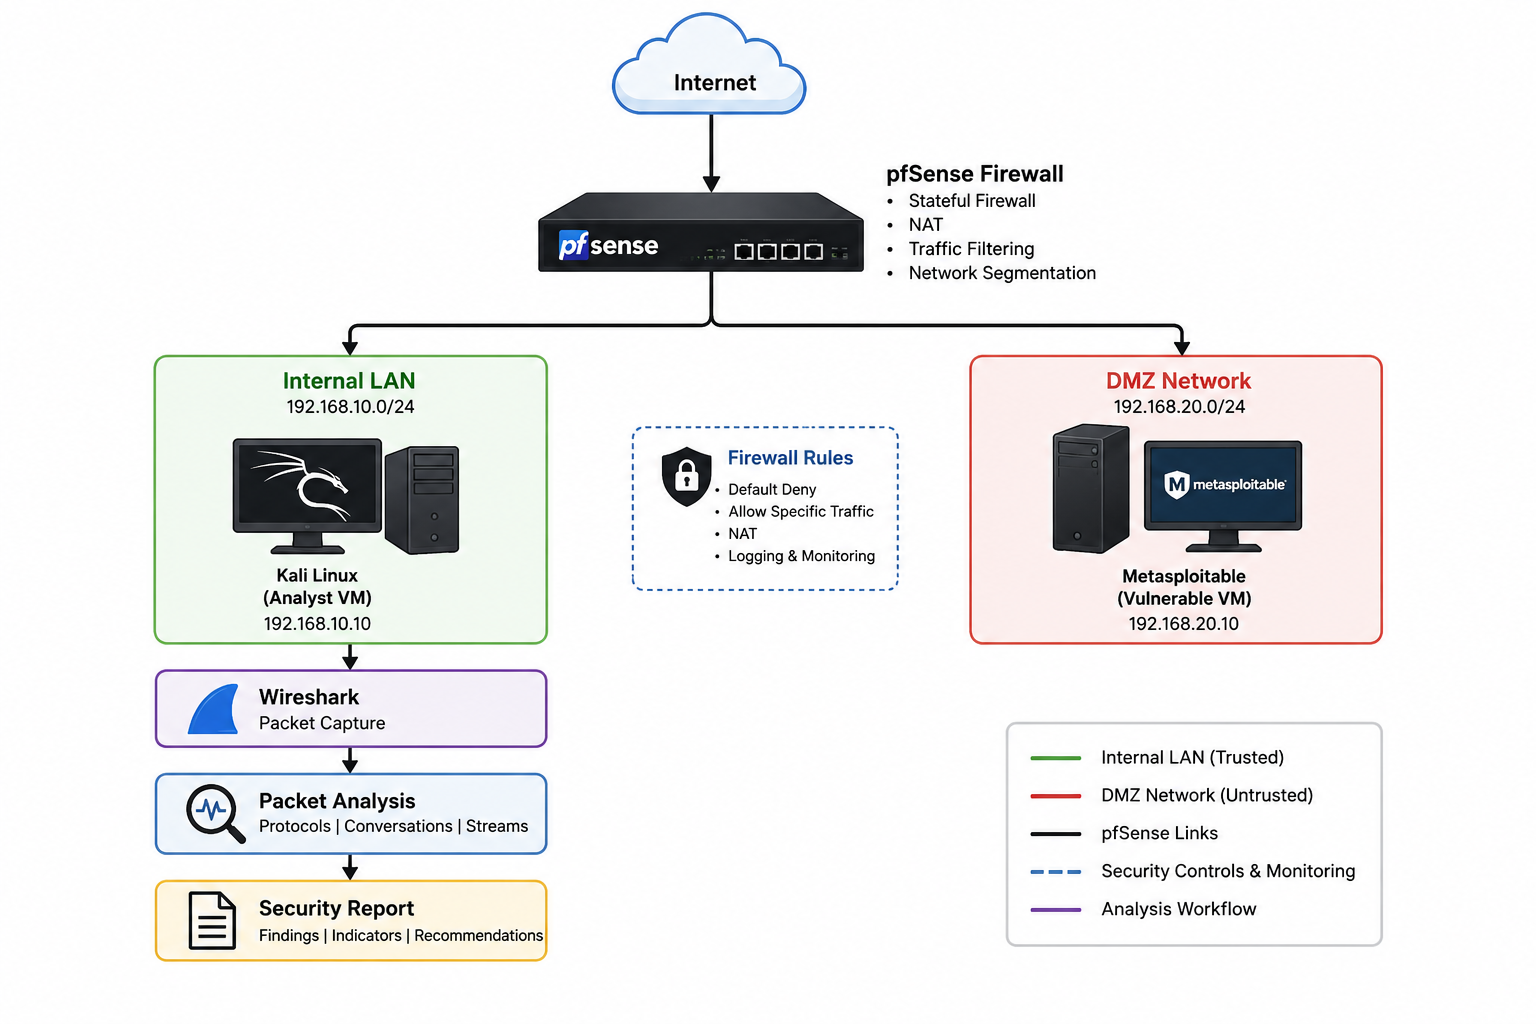 Internet
pfSense Firewall
• Stateful Firewall
• NAT
• Traffic Filtering
• Network Segmentation
pf sense
Internal LAN
192.168.10.0/24
Kali Linux
(Analyst VM)
192.168.10.10
Firewall Rules
• Default Deny
• Allow Specific Traffic
• NAT
• Logging & Monitoring
DMZ Network
192.168.20.0/24
M metasploitable
Metasploitable
(Vulnerable VM)
192.168.20.10
Wireshark
Packet Capture
Packet Analysis
Protocols | Conversations | Streams
Security Report
Findings | Indicators | Recommendations
Internal LAN (Trusted)
DMZ Network (Untrusted)
pfSense Links
Security Controls & Monitoring
Analysis Workflow